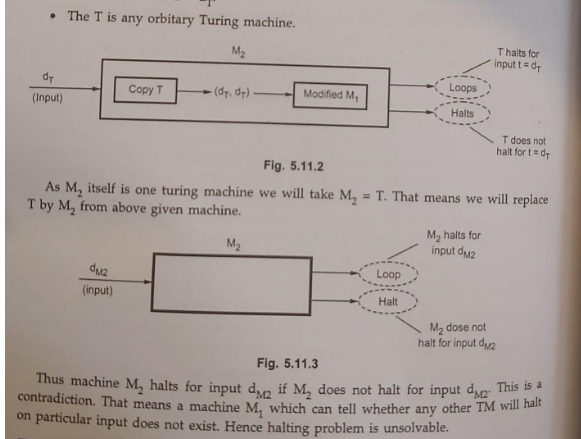 • The T is any orbitary Turing machine.
M₂
T halts for
input t = dT
dT
(Input)
Copy T
(dT, dT)
Modified M₁
Loops
Halts
T does not
halt for t = dT
Fig. 5.11.2
As M₂ itself is one turing machine we will take M₂ = T. That means we will replace
T by M₂ from above given machine.
M₂
M₂ halts for
input dM2
dM2
(input)
Loop
Halt
M₂ dose not
halt for input dM2
Fig. 5.11.3
Thus machine M₂ halts for input dM2 if M₂ does not halt for input dM2. This is a
contradiction. That means a machine M₁ which can tell whether any other TM will halt
on particular input does not exist. Hence halting problem is unsolvable.